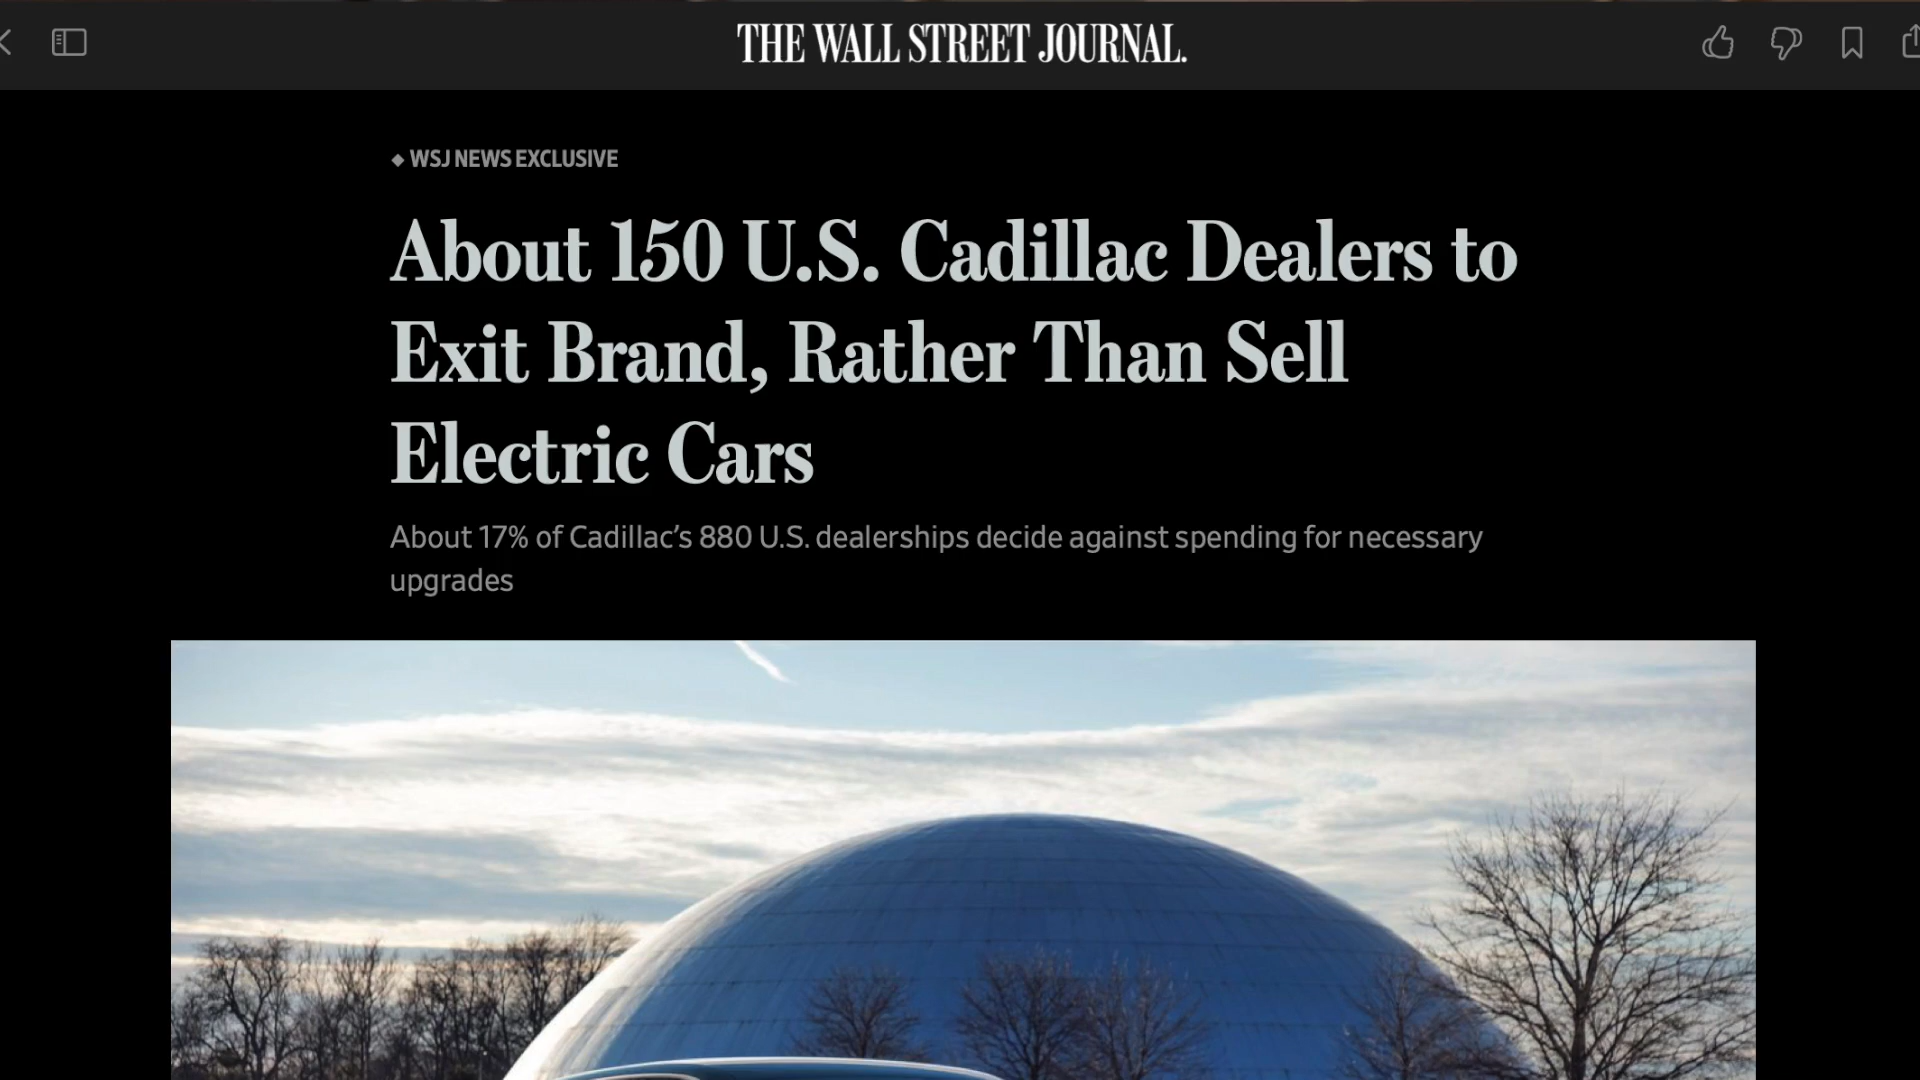 THE WALL STREET JOURNAL.
◆ WSJ NEWS EXCLUSIVE
About 150 U.S. Cadillac Dealers to
Exit Brand, Rather Than Sell
Electric Cars
About 17% of Cadillac’s 880 U.S. dealerships decide against spending for necessary
upgrades